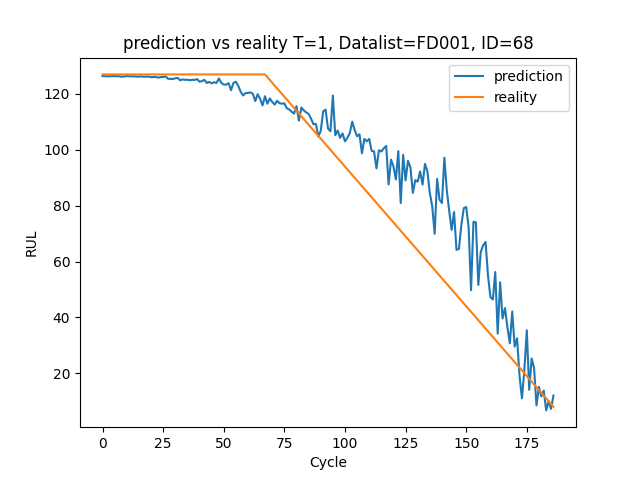 prediction vs reality T=1, Datalist=FD001, ID=68
prediction
reality
RUL
120
100
80
60
40
20
0 25 50 75 100 125 150 175
Cycle